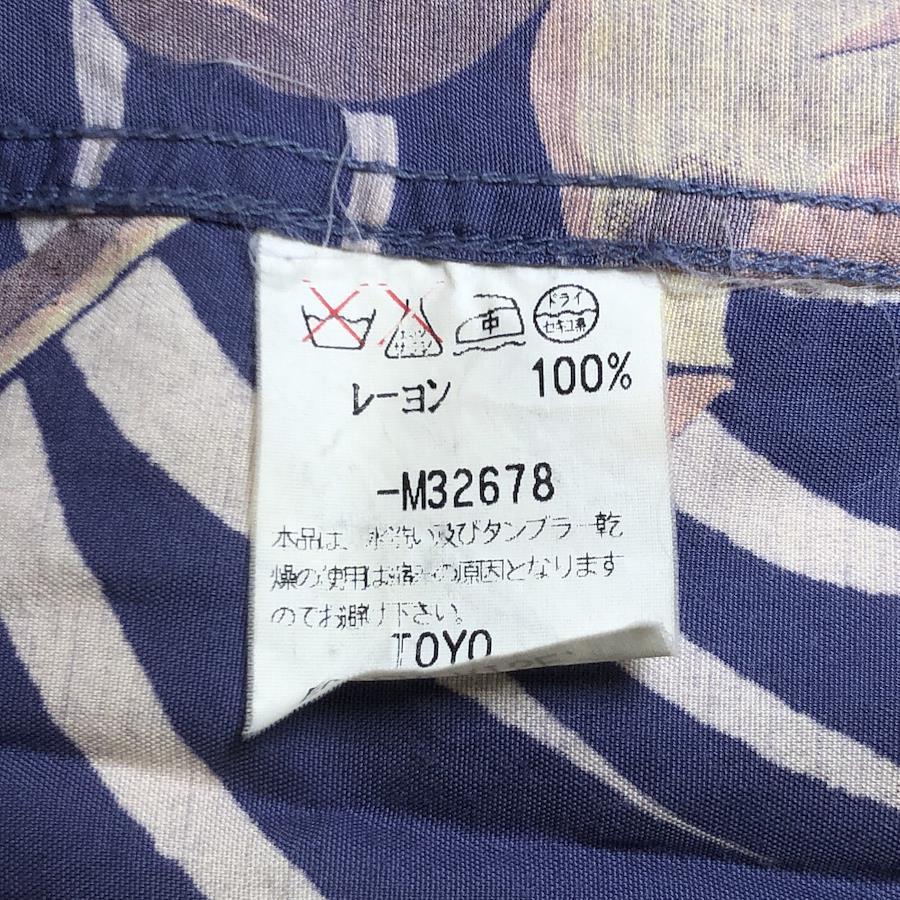 中 ドライ
セキユ系
レーヨン 100%
-M32678
本品は、水洗い及びタンブラー乾
燥の使用は縮みの原因となります
のでお避け下さい。
TOYO